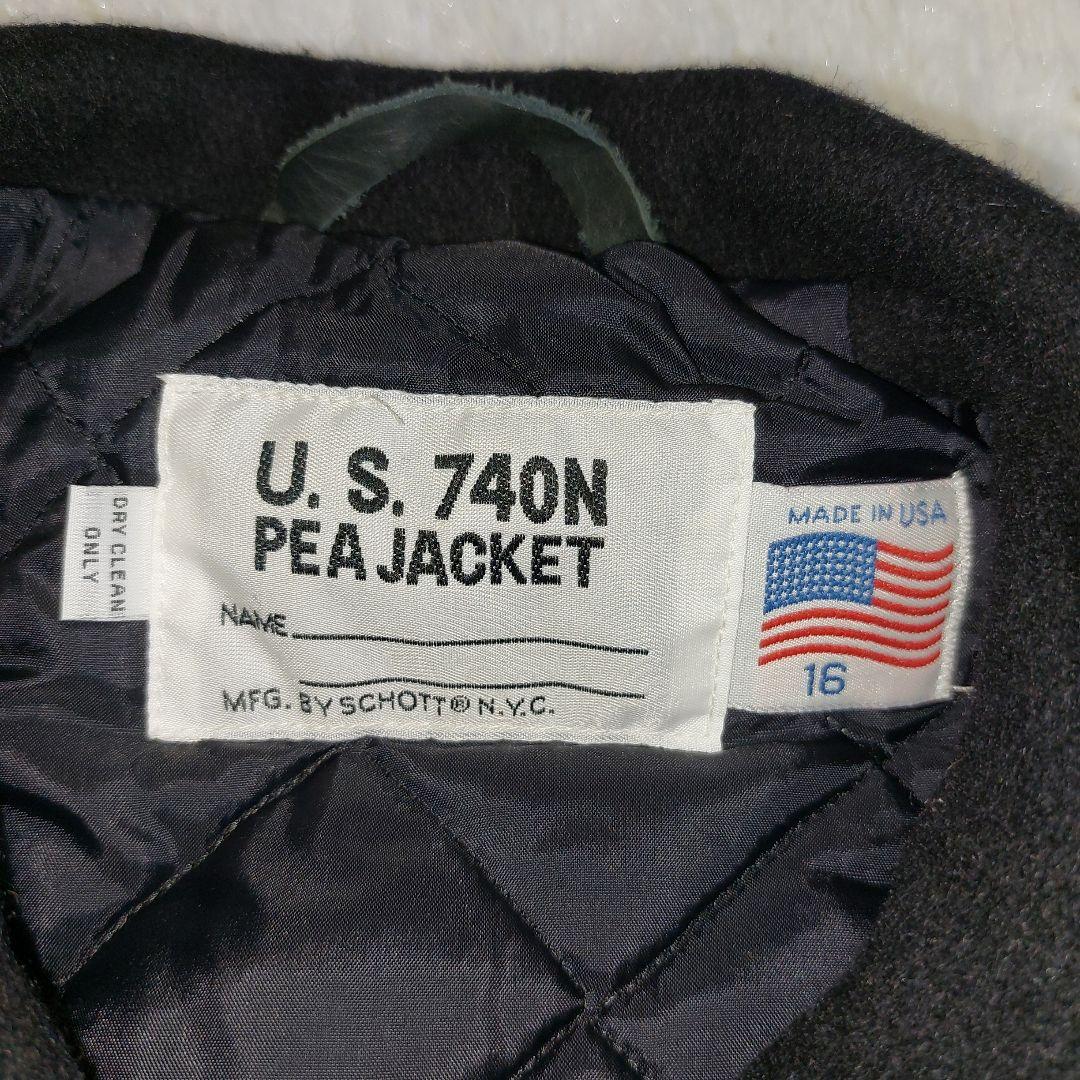 U. S. 740N
PEA JACKET
NAME
MFG. BY SCHOTT® N.Y.C.
DRY CLEAN
ONLY
MADE IN USA
16